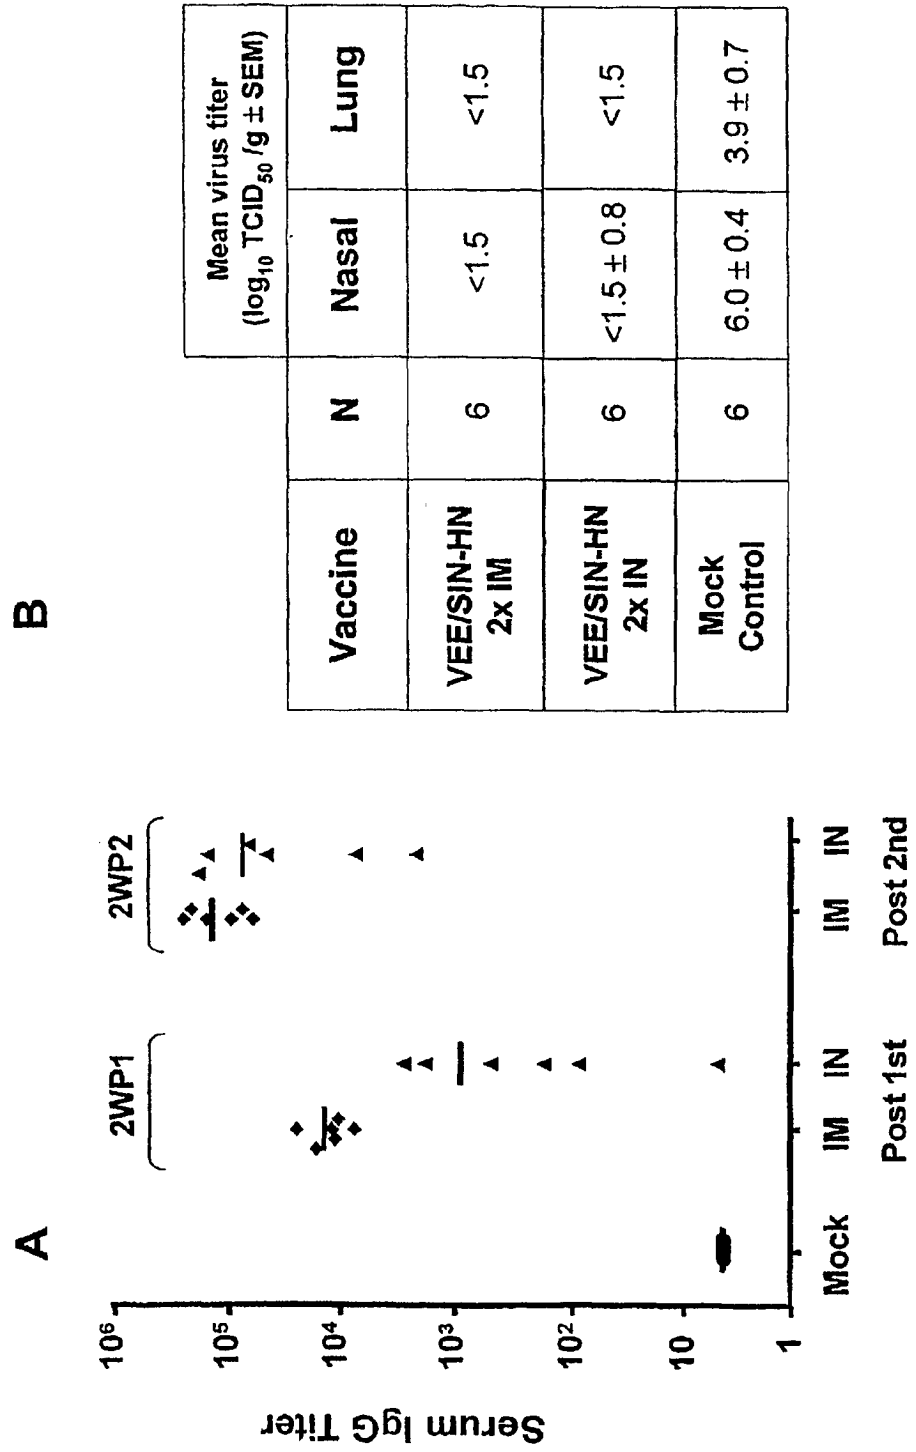 A
2WP1
2WP2
10⁶
10⁵
10⁴
10³
10²
10
1
Serum IgG Titer
Mock IM IN IM IN
Post 1st Post 2nd
B
Mean virus titer
(log₁₀ TCID₅₀ /g ± SEM)
Vaccine N Nasal Lung
VEE/SIN-HN
2x IM
6 <1.5 <1.5
VEE/SIN-HN
2x IN
6 <1.5 ± 0.8 <1.5
Mock
Control
6 6.0 ± 0.4 3.9 ± 0.7